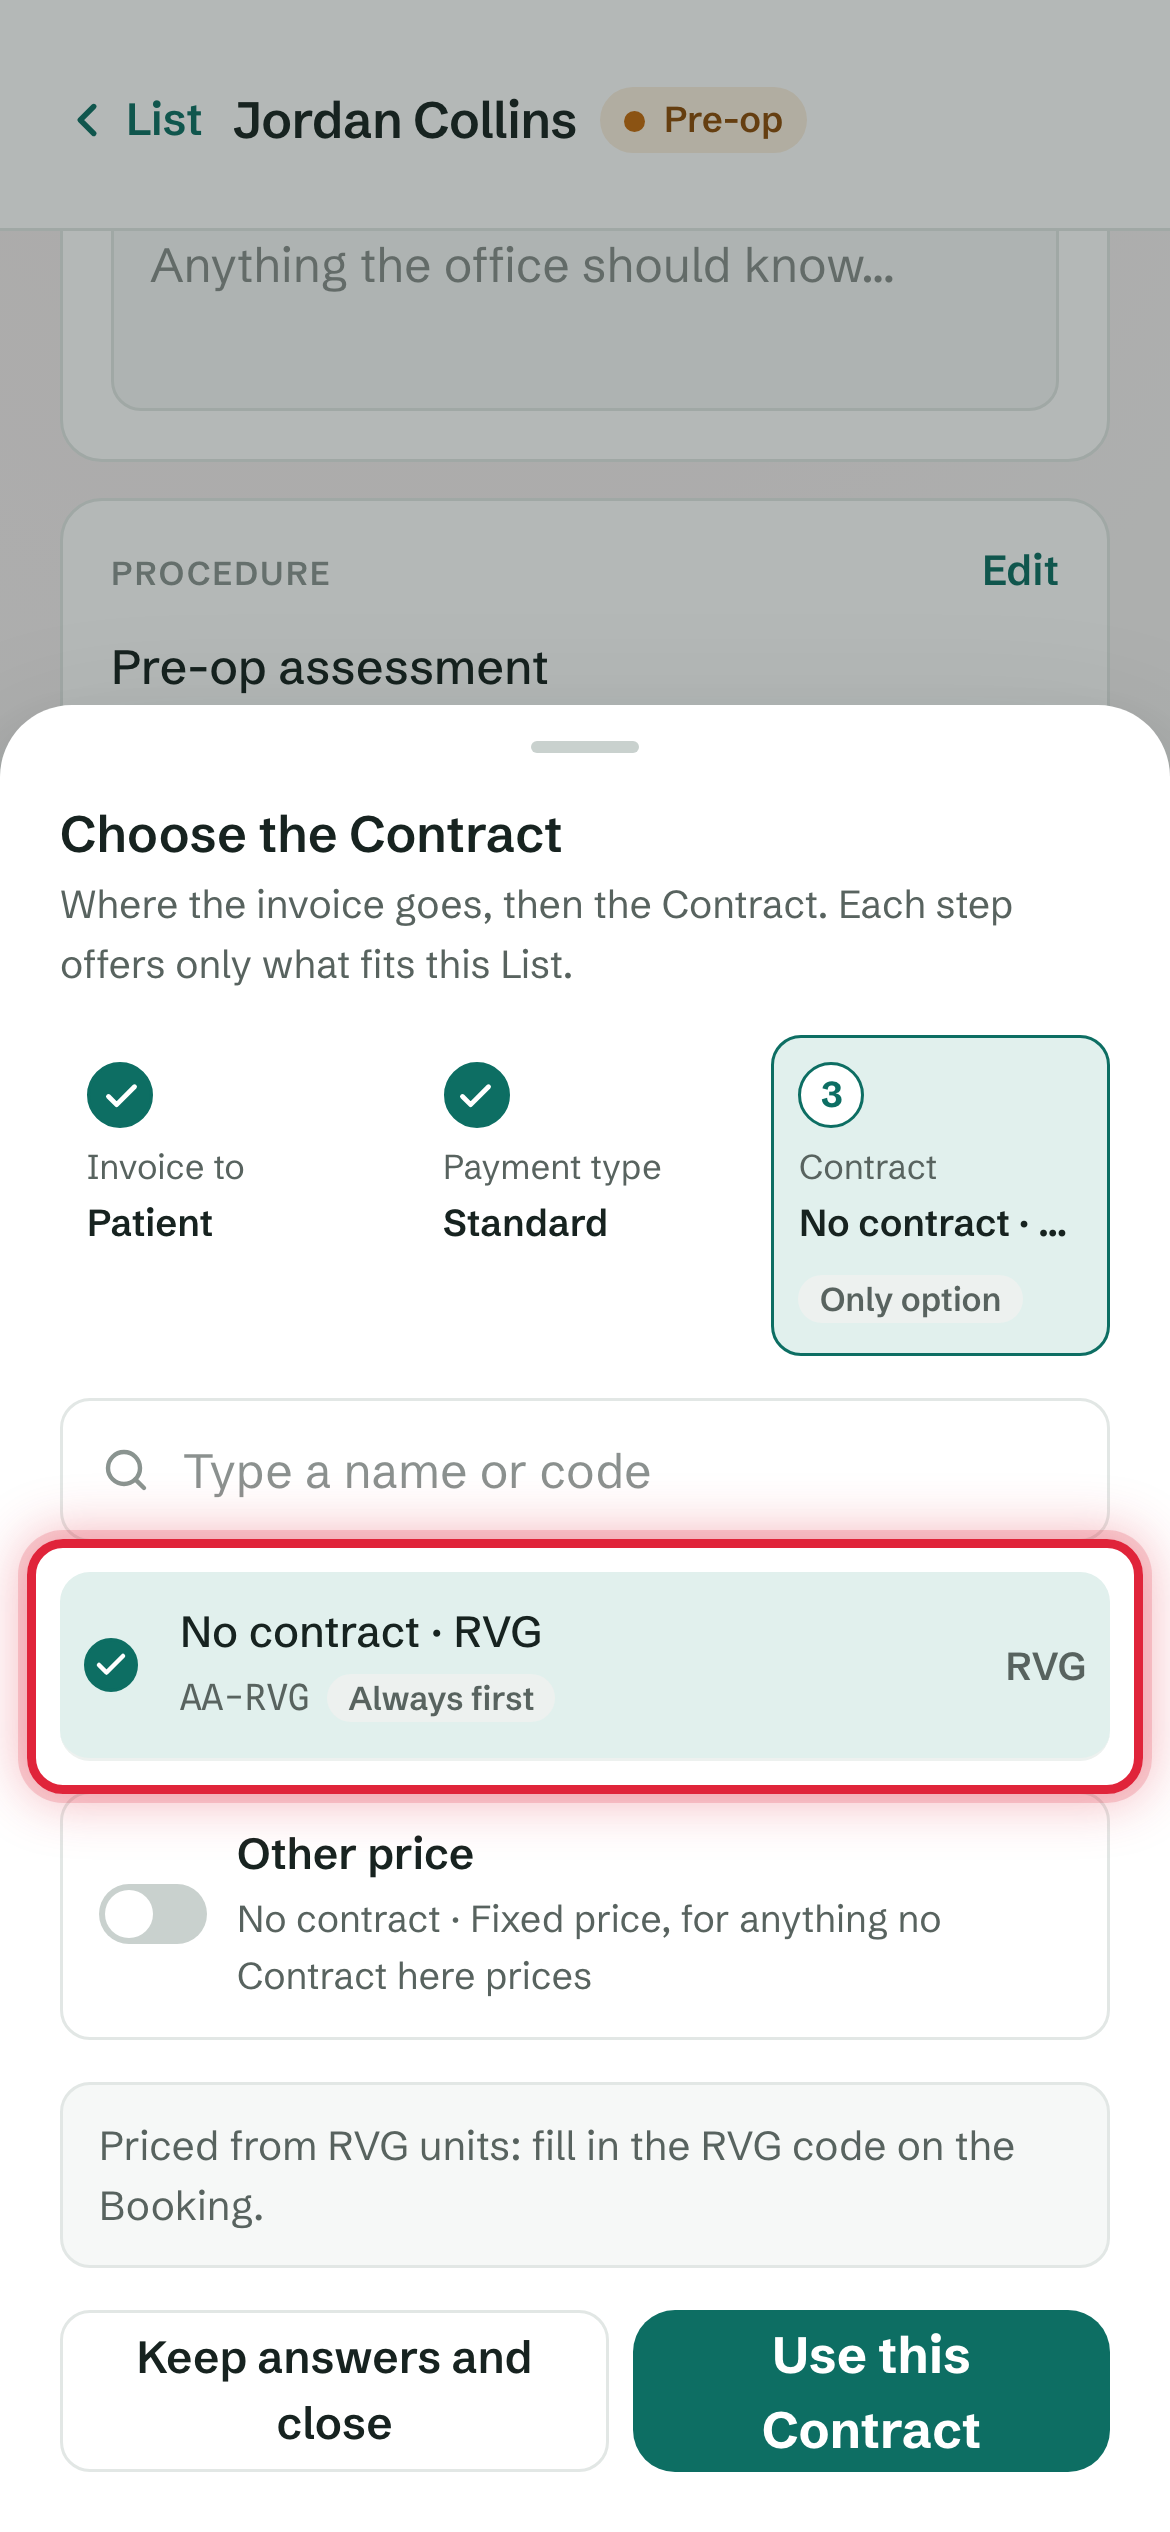 List Jordan Collins Pre-op
Anything the office should know...
PROCEDURE Edit
Pre-op assessment
Choose the Contract
Where the invoice goes, then the Contract. Each step
offers only what fits this List.
Invoice to
Patient
Payment type
Standard
3
Contract
No contract · ...
Only option
Type a name or code
No contract · RVG
AA-RVG Always first
RVG
Other price
No contract · Fixed price, for anything no
Contract here prices
Priced from RVG units: fill in the RVG code on the
Booking.
Keep answers and
close
Use this
Contract